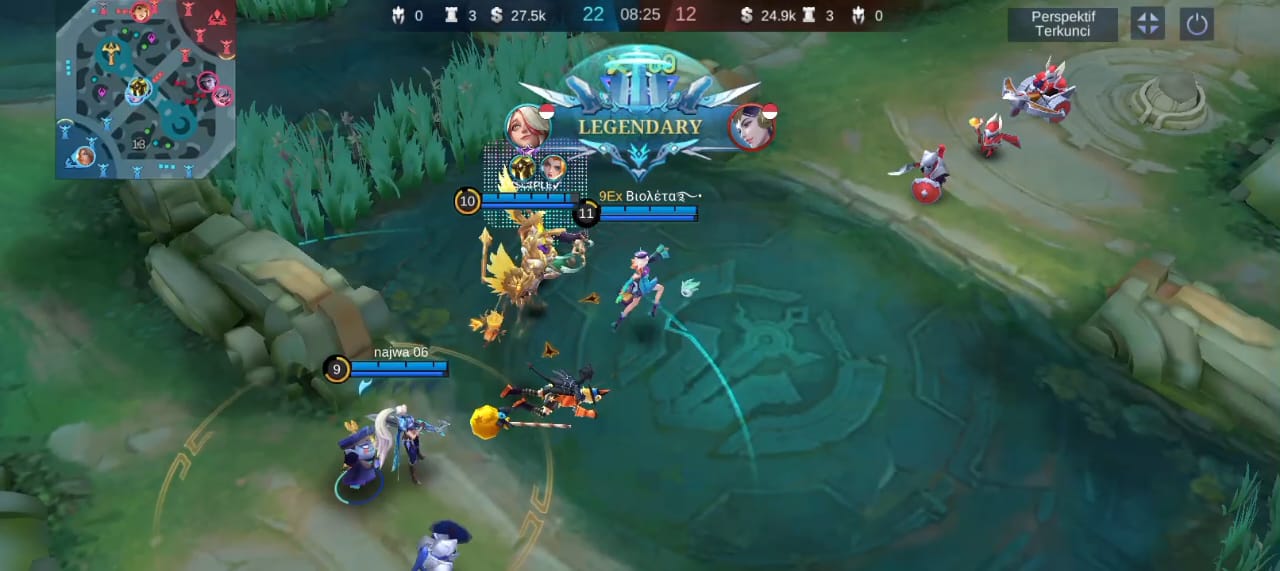 0 3 27.5k 22 08:25 12 24.9k 3 0
Perspektif
Terkunci
LEGENDARY
9Ex Βιολέτα
10
11
najwa 06
9